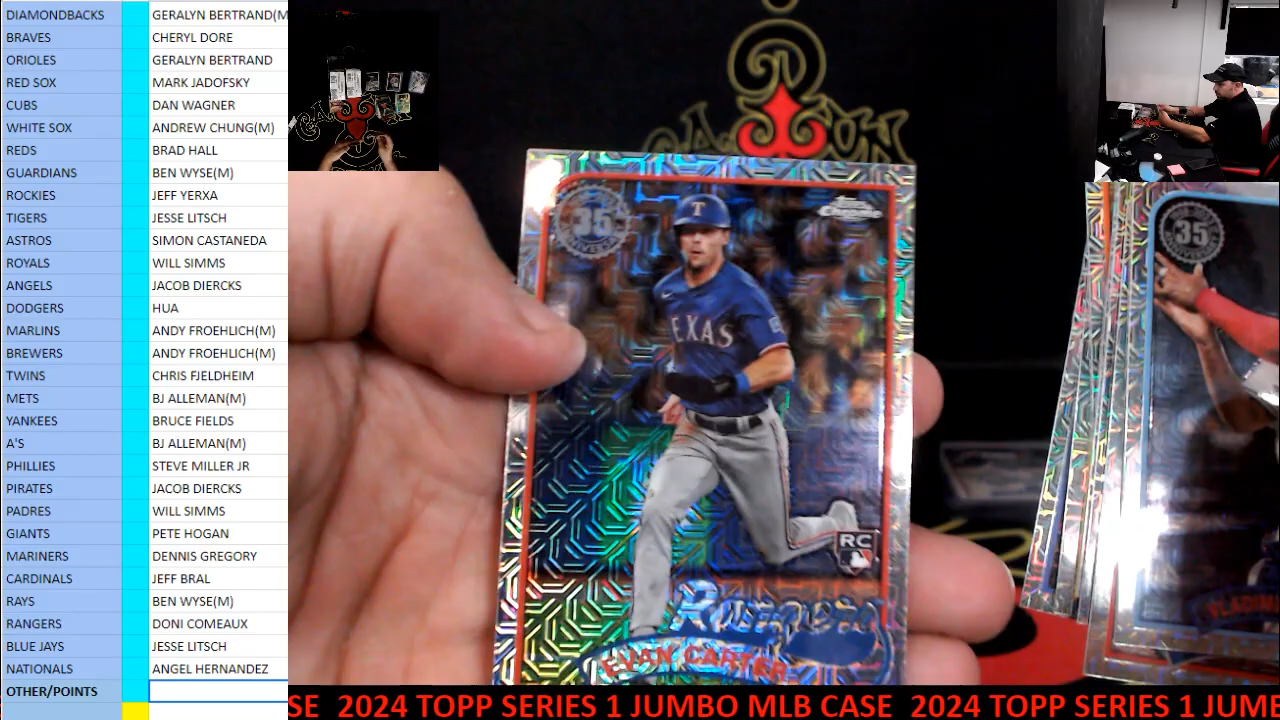 DIAMONDBACKS GERALYN BERTRAND(M
BRAVES CHERYL DORE
ORIOLES GERALYN BERTRAND
RED SOX MARK JADOFSKY
CUBS DAN WAGNER
WHITE SOX ANDREW CHUNG(M)
REDS BRAD HALL
GUARDIANS BEN WYSE(M)
ROCKIES JEFF YERXA
TIGERS JESSE LITSCH
ASTROS SIMON CASTANEDA
ROYALS WILL SIMMS
ANGELS JACOB DIERCKS
DODGERS HUA
MARLINS ANDY FROEHLICH(M)
BREWERS ANDY FROEHLICH(M)
TWINS CHRIS FJELDHEIM
METS BJ ALLEMAN(M)
YANKEES BRUCE FIELDS
A'S BJ ALLEMAN(M)
PHILLIES STEVE MILLER JR
PIRATES JACOB DIERCKS
PADRES WILL SIMMS
GIANTS PETE HOGAN
MARINERS DENNIS GREGORY
CARDINALS JEFF BRAL
RAYS BEN WYSE(M)
RANGERS DONI COMEAUX
BLUE JAYS JESSE LITSCH
NATIONALS ANGEL HERNANDEZ
OTHER/POINTS
35
Topps Chrome
T
TEXAS
RC
Rangers
EVAN CARTER
35
SE 2024 TOPP SERIES 1 JUMBO MLB CASE 2024 TOPP SERIES 1 JUME